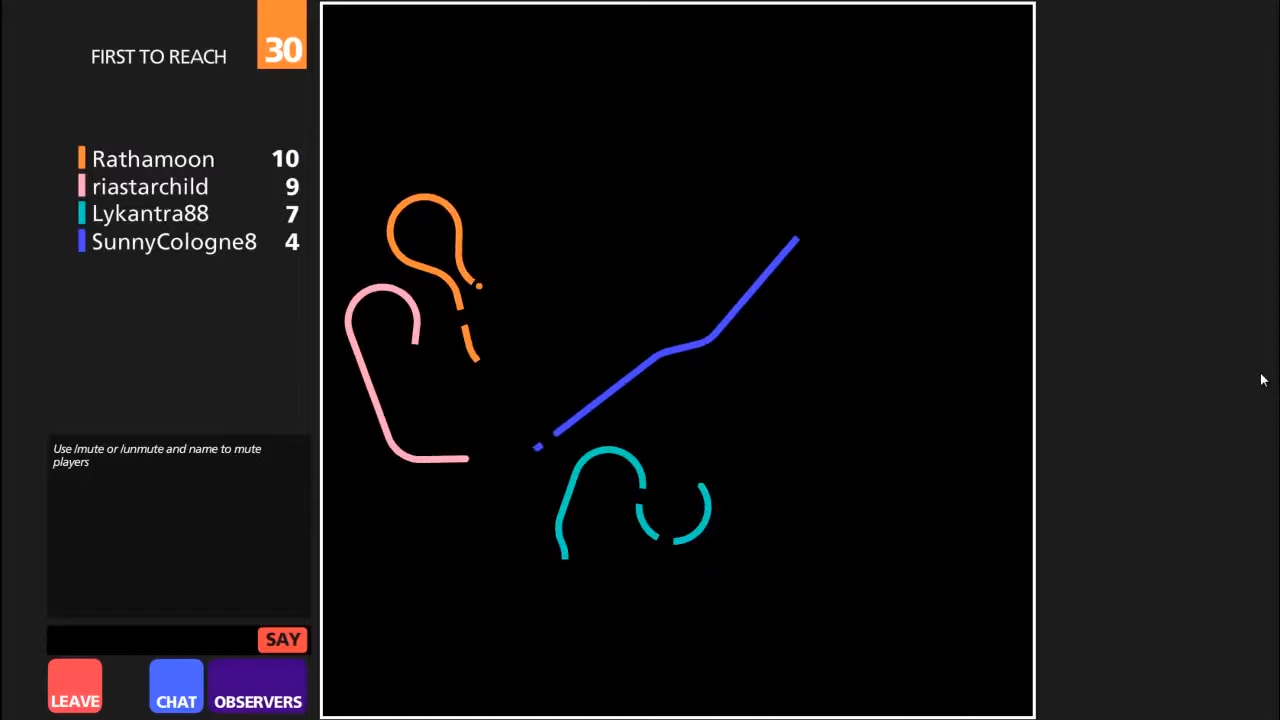 FIRST TO REACH 30
Rathamoon 10
riastarchild 9
Lykantra88 7
SunnyCologne8 4
Use /mute or /unmute and name to mute
players
SAY
LEAVE CHAT OBSERVERS